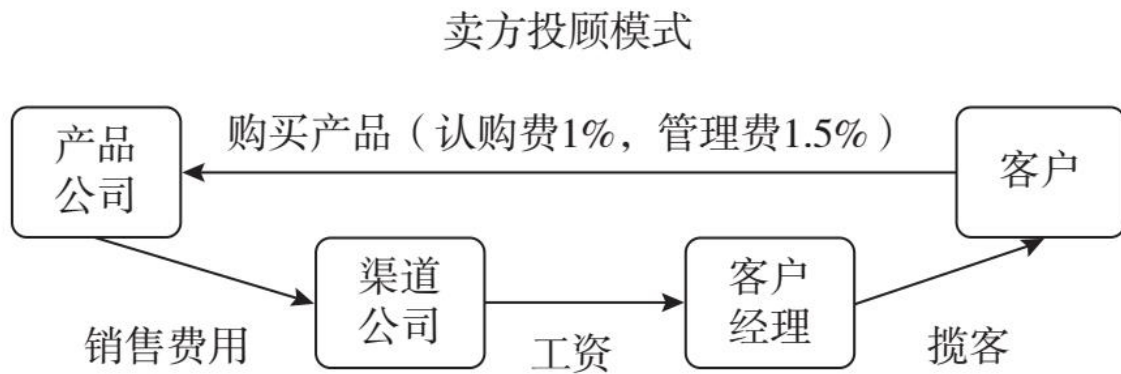 卖方投顾模式
购买产品（认购费1%，管理费1.5%）
产品
公司
客户
渠道
公司
客户
经理
销售费用
工资
揽客